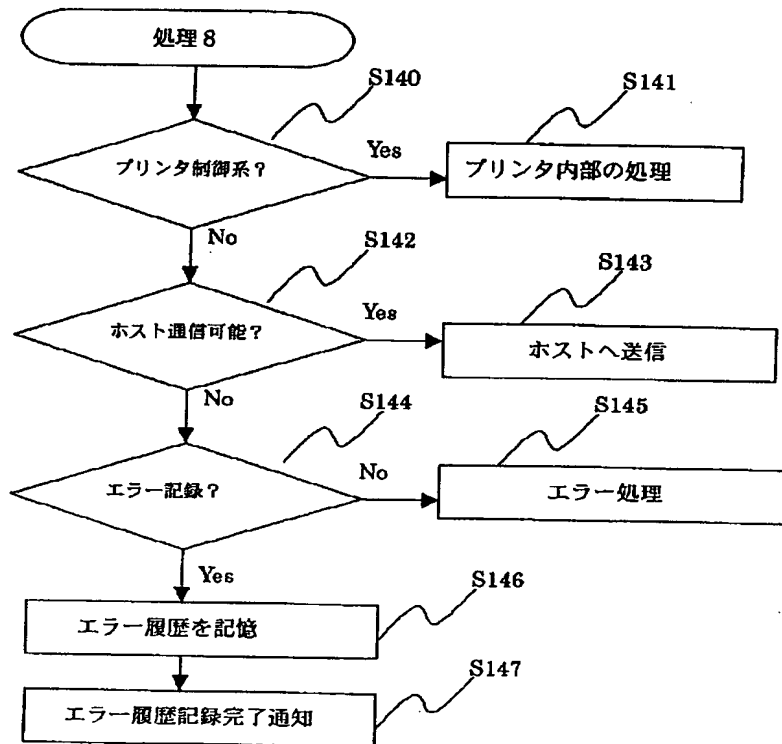 処理8
S140
S141
プリンタ制御系？
Yes
プリンタ内部の処理
No
S142
S143
ホスト通信可能？
Yes
ホストへ送信
No
S144
S145
エラー記録？
No
エラー処理
Yes
S146
エラー履歴を記憶
S147
エラー履歴記録完了通知